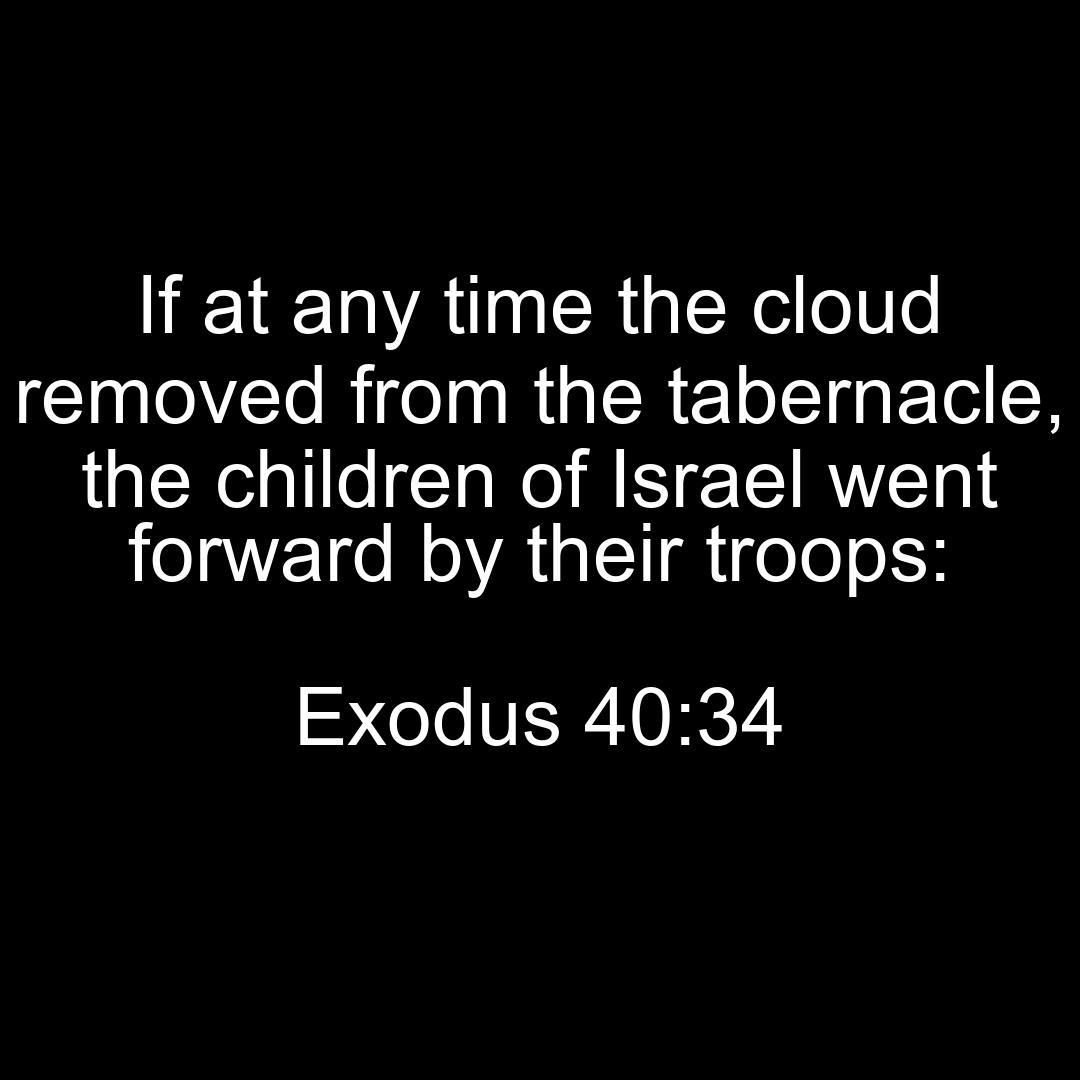 If at any time the cloud
removed from the tabernacle,
the children of Israel went
forward by their troops:
Exodus 40:34